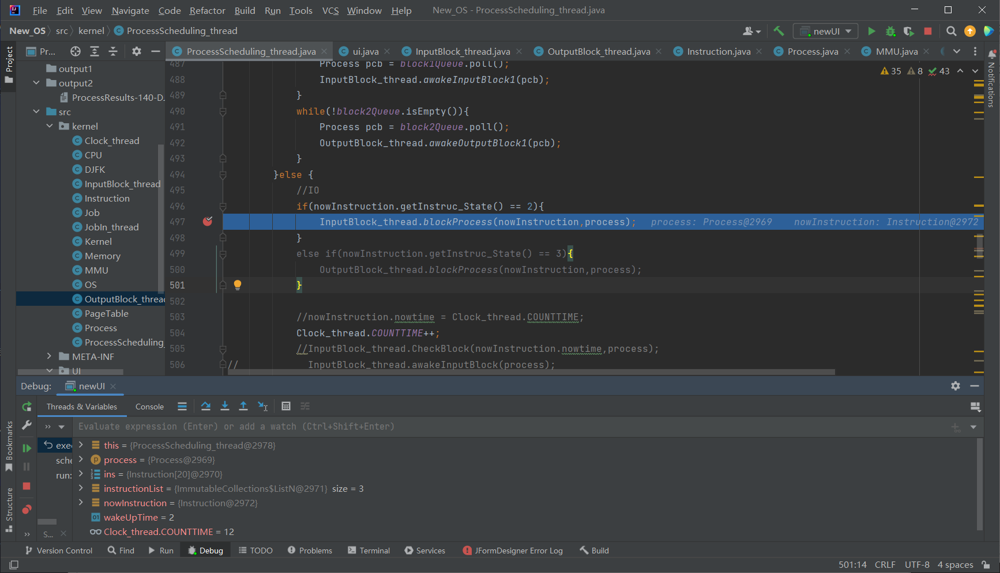 File Edit View Navigate Code Refactor Build Run Tools VCS Window Help New_OS - ProcessScheduling_thread.java
New_OS src kernel ProcessScheduling_thread newUI
Project
Pr...
ProcessScheduling_thread.java ui.java InputBlock_thread.java OutputBlock_thread.java Instruction.java Process.java MMU.java
Notifications
35 8 43
output1
output2
ProcessResults-140-DJ
src
kernel
Clock_thread
CPU
DJFK
InputBlock_thread
Instruction
Job
JobIn_thread
Kernel
Memory
MMU
OS
OutputBlock_thread
PageTable
Process
ProcessScheduling_
META-INF
UI
487 Process pcb = block1Queue.poll();
488 InputBlock_thread.awakeInputBlock1(pcb);
489 }
490 while(!block2Queue.isEmpty()){
491 Process pcb = block2Queue.poll();
492 OutputBlock_thread.awakeOutputBlock1(pcb);
493 }
494 }else {
495 //IO
496 if(nowInstruction.getInstruc_State() == 2){
497 InputBlock_thread.blockProcess(nowInstruction,process); process: Process@2969 nowInstruction: Instruction@2972
498 }
499 else if(nowInstruction.getInstruc_State() == 3){
500 OutputBlock_thread.blockProcess(nowInstruction,process);
501 }
502
503 //nowInstruction.nowtime = Clock_thread.COUNTTIME;
504 Clock_thread.COUNTTIME++;
505 //InputBlock_thread.CheckBlock(nowInstruction.nowtime,process);
506 // InputBlock_thread.awakeInputBlock(process);
Debug: newUI
Threads & Variables Console
Evaluate expression (Enter) or add a watch (Ctrl+Shift+Enter)
exec
sche
run:
this = {ProcessScheduling_thread@2978}
process = {Process@2969}
ins = {Instruction[20]@2970}
instructionList = {ImmutableCollections$ListN@2971} size = 3
nowInstruction = {Instruction@2972}
wakeUpTime = 2
Clock_thread.COUNTTIME = 12
S...
Bookmarks
Structure
Version Control Find Run Debug TODO Problems Terminal Services JFormDesigner Error Log Build
501:14 CRLF UTF-8 4 spaces